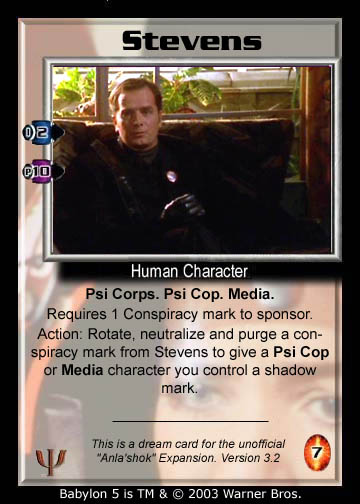 Stevens
D 2
P 10
Human Character
Psi Corps. Psi Cop. Media.
Requires 1 Conspiracy mark to sponsor.
Action: Rotate, neutralize and purge a con-
spiracy mark from Stevens to give a Psi Cop
or Media character you control a shadow
mark.
This is a dream card for the unofficial
"Anla'shok" Expansion. Version 3.2
7
Babylon 5 is TM & © 2003 Warner Bros.